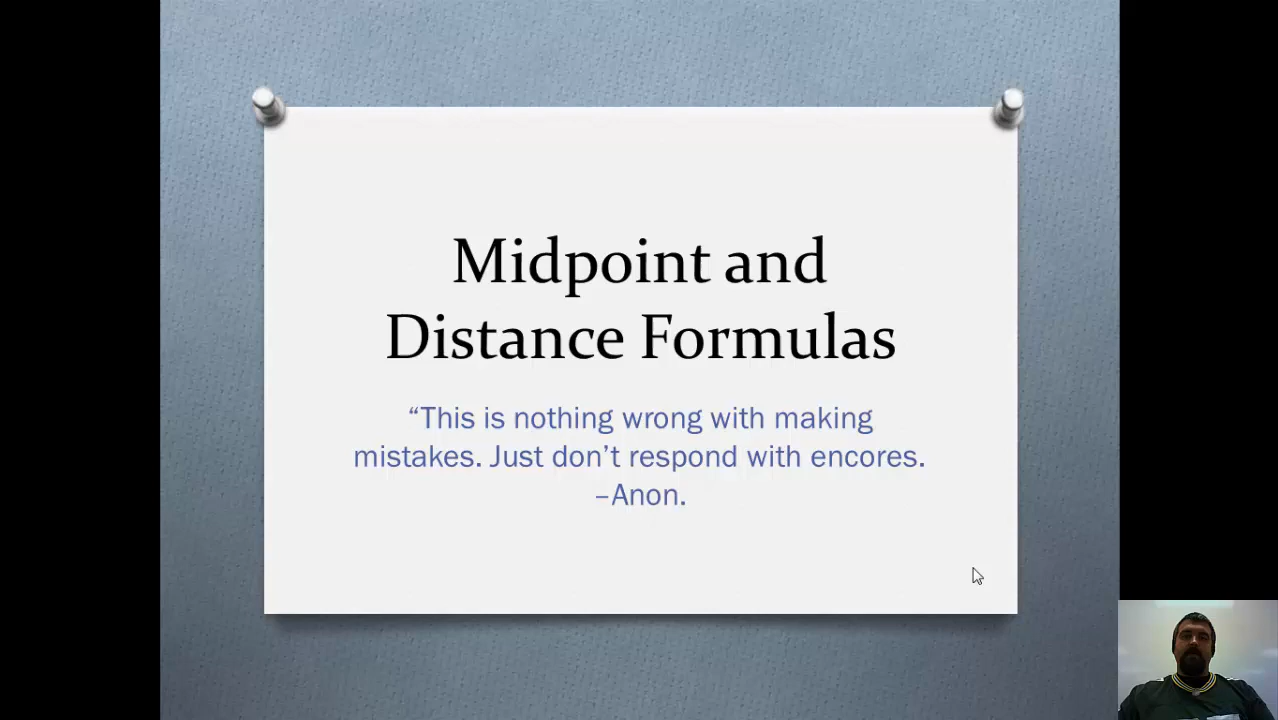 Midpoint and
Distance Formulas
“This is nothing wrong with making
mistakes. Just don’t respond with encores.
–Anon.